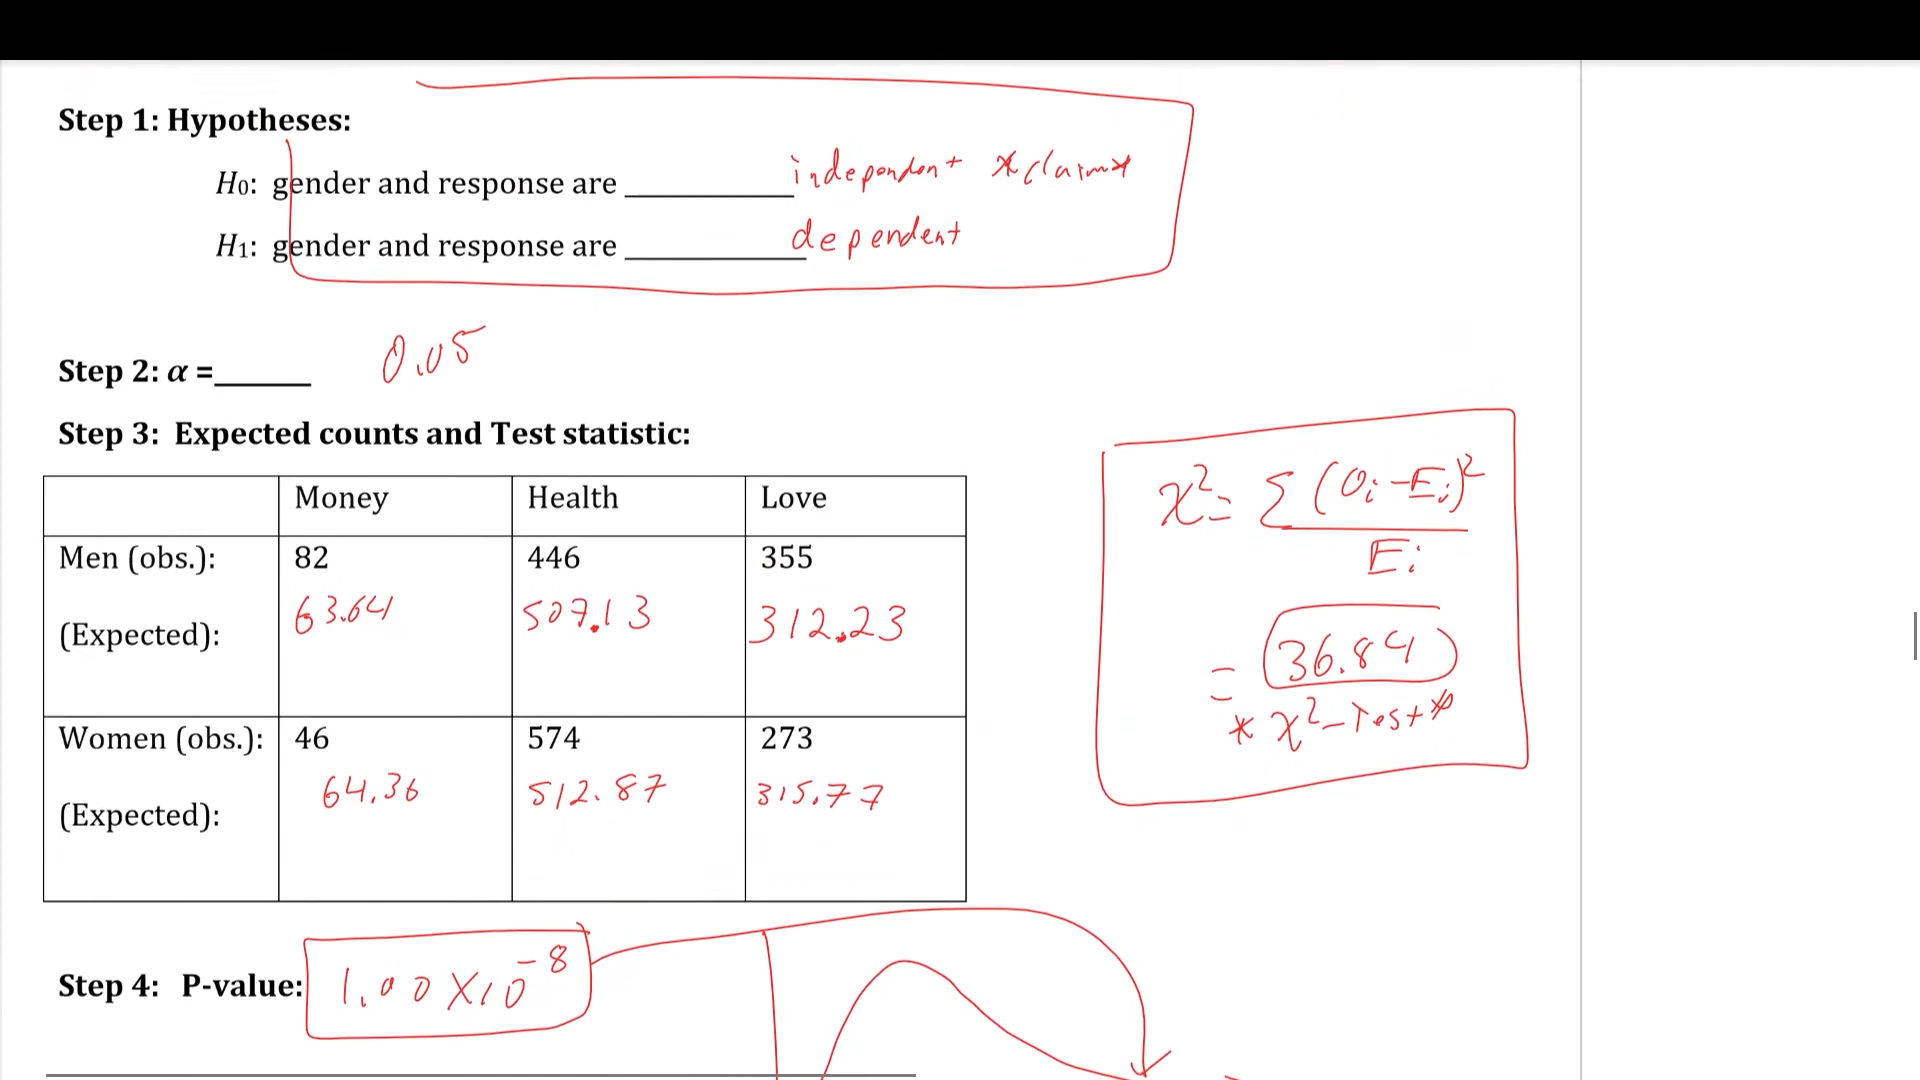 Step 1: Hypotheses:
H0: gender and response are __________ independent *claim*
H1: gender and response are ___________ dependent
Step 2: α =______ 0.05
Step 3: Expected counts and Test statistic:
Money Health Love
Men (obs.): 82 446 355
(Expected): 63.64 507.13 312.23
Women (obs.): 46 574 273
(Expected): 64.36 512.87 315.77
χ² = Σ (Oi - Ei)²
Ei
= 36.84
* χ² - Test *
Step 4: P-value: 1.00 X 10⁻⁸